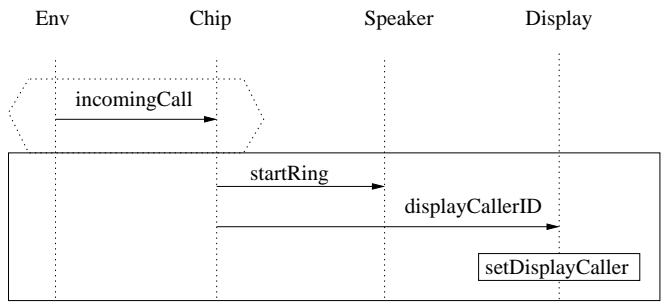 Env Chip Speaker Display
incomingCall
startRing
displayCallerID
setDisplayCaller